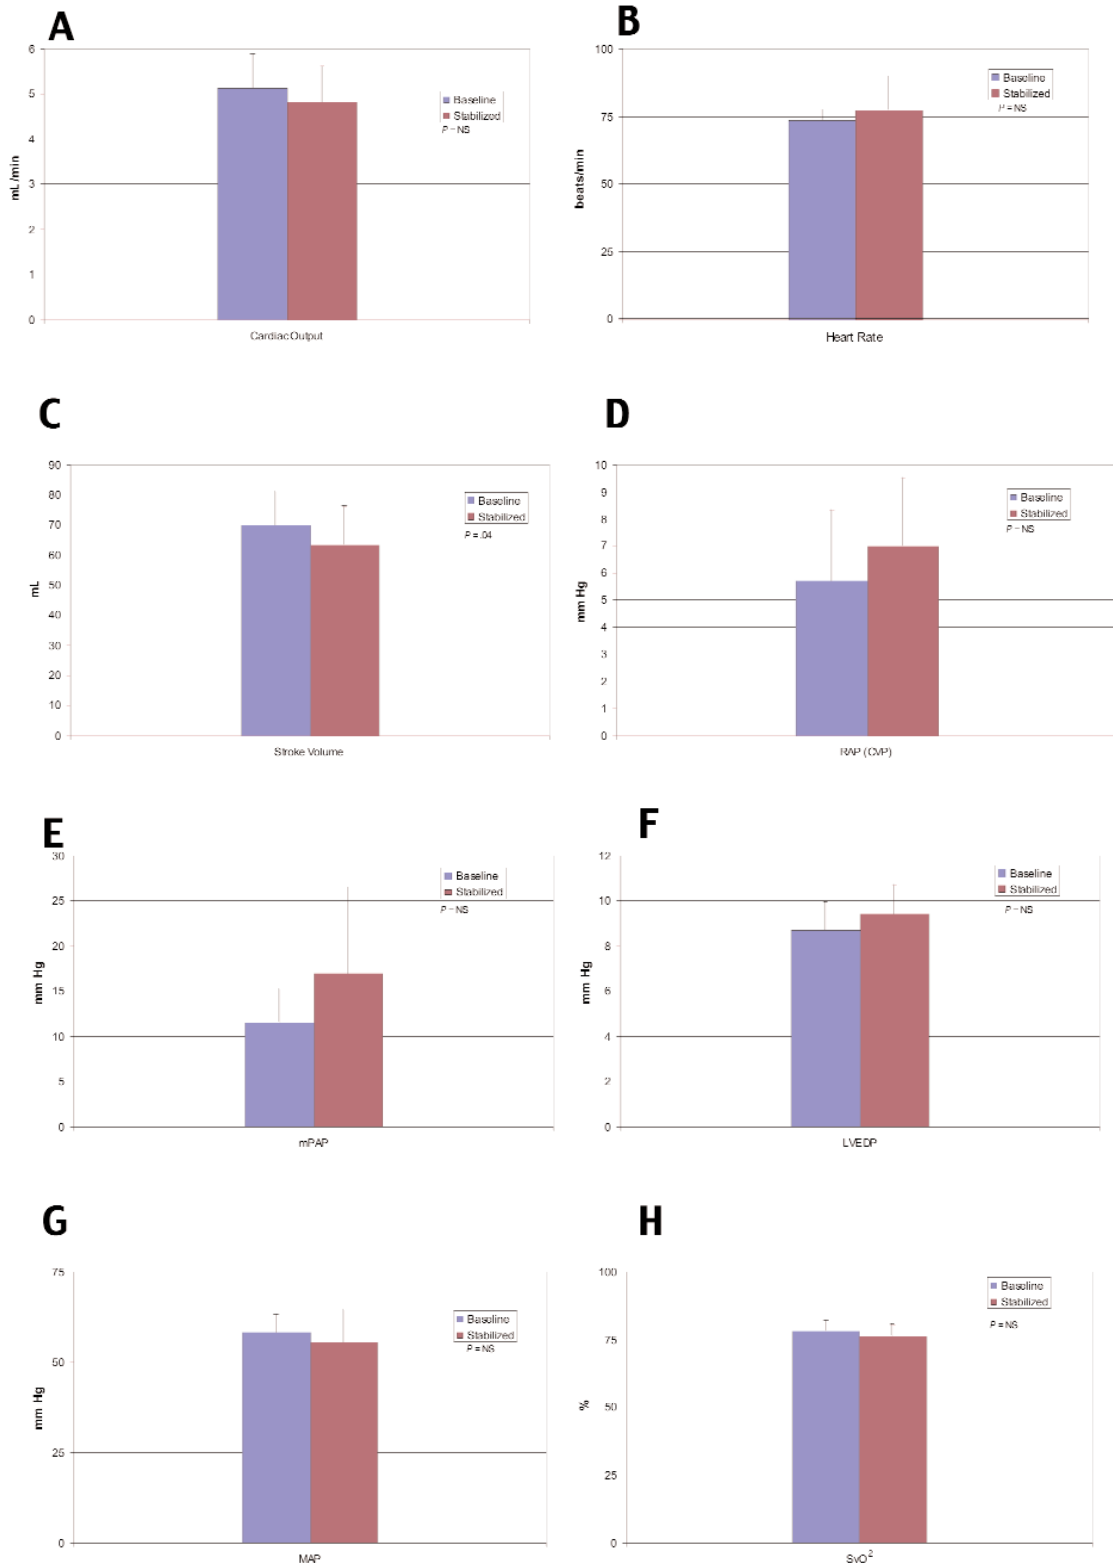 A
6
5
4
3
2
1
0
mL/min
Baseline
Stabilized
P = NS
Cardiac Output
B
100
75
50
25
0
beats/min
Baseline
Stabilized
P = NS
Heart Rate
C
90
80
70
60
50
40
30
20
10
0
mL
Baseline
Stabilized
P = .04
Stroke Volume
D
10
9
8
7
6
5
4
3
2
1
0
mm Hg
Baseline
Stabilized
P = NS
RAP (CVP)
E
30
25
20
15
10
5
0
mm Hg
Baseline
Stabilized
P = NS
mPAP
F
12
10
8
6
4
2
0
mm Hg
Baseline
Stabilized
P = NS
LVEDP
G
75
50
25
0
mm Hg
Baseline
Stabilized
P = NS
MAP
H
100
75
50
25
0
%
Baseline
Stabilized
P = NS
SvO²